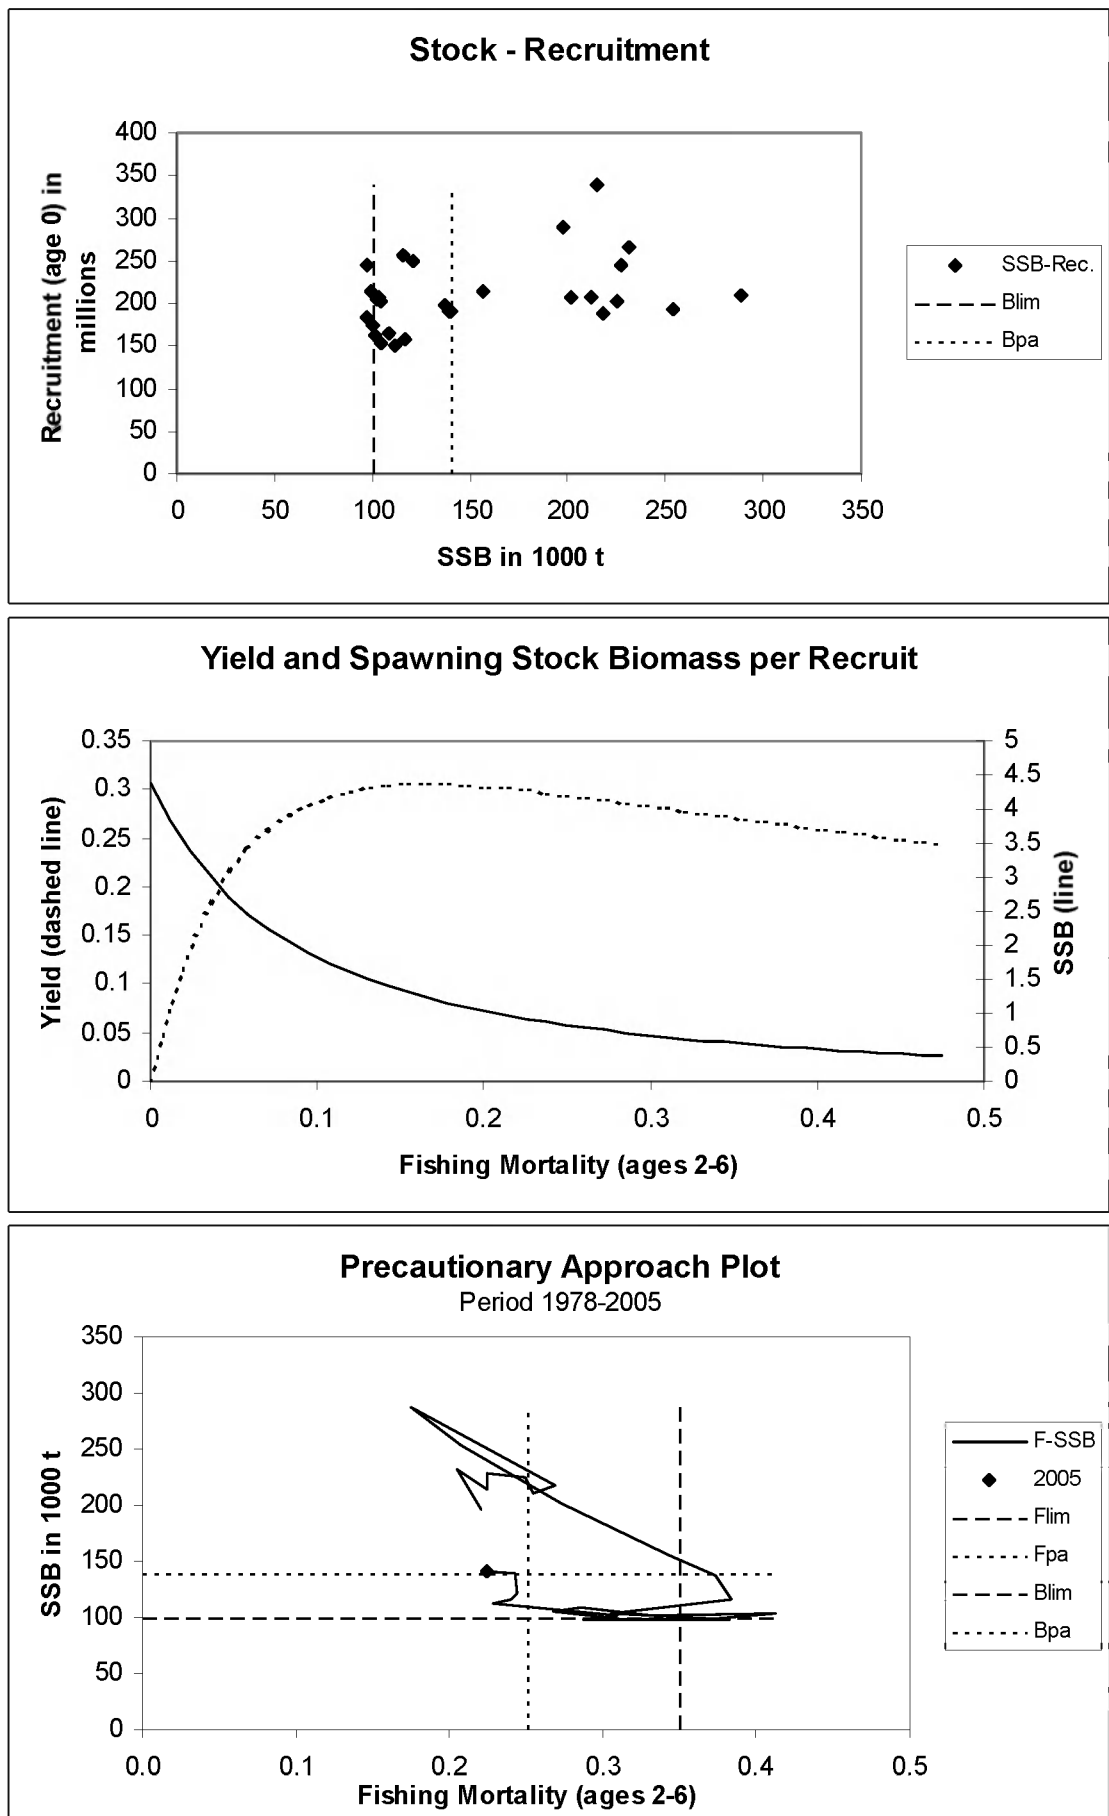 Stock - Recruitment
Recruitment (age 0) in
millions
400
350
300
250
200
150
100
50
0
0 50 100 150 200 250 300 350
SSB in 1000 t
SSB-Rec.
Blim
Bpa
Yield and Spawning Stock Biomass per Recruit
Yield (dashed line)
0.35
0.3
0.25
0.2
0.15
0.1
0.05
0
5
4.5
4
3.5
3
2.5
2
1.5
1
0.5
0
SSB (line)
0 0.1 0.2 0.3 0.4 0.5
Fishing Mortality (ages 2-6)
Precautionary Approach Plot
Period 1978-2005
SSB in 1000 t
350
300
250
200
150
100
50
0
0.0 0.1 0.2 0.3 0.4 0.5
Fishing Mortality (ages 2-6)
F-SSB
2005
Flim
Fpa
Blim
Bpa